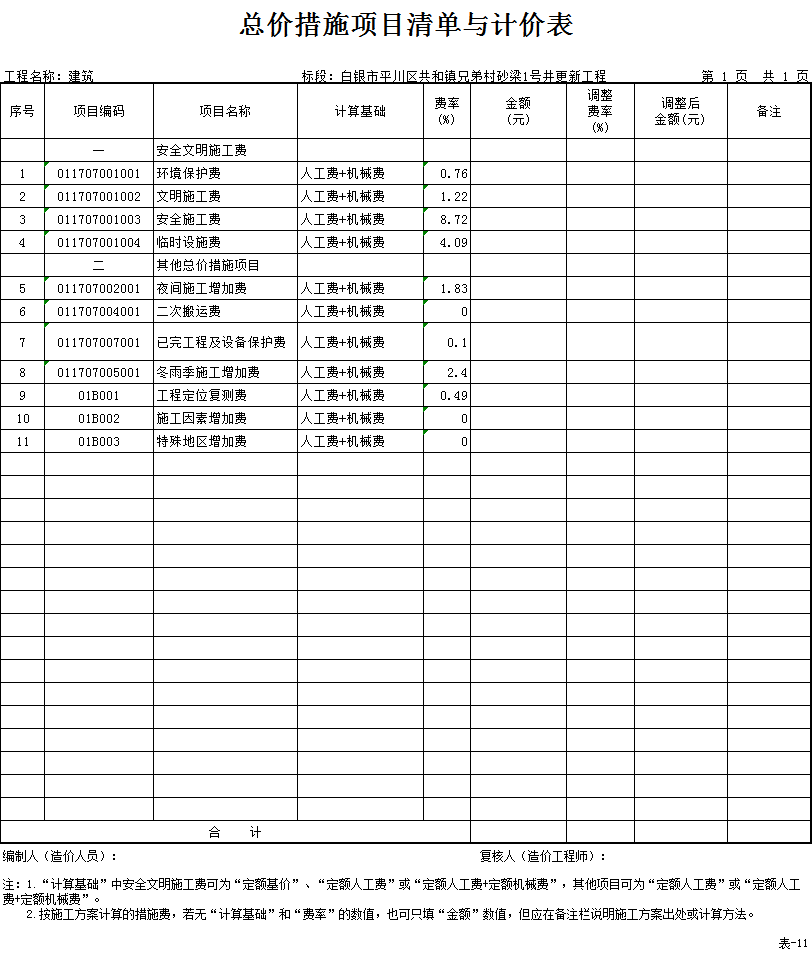 总价措施项目清单与计价表
工程名称：建筑 标段：白银市平川区共和镇兄弟村砂梁1号井更新工程 第 1 页 共 1 页
序号 项目编码 项目名称 计算基础 费率(%) 金额(元) 调整费率(%) 调整后金额(元) 备注
一 安全文明施工费
1 011707001001 环境保护费 人工费+机械费 0.76
2 011707001002 文明施工费 人工费+机械费 1.22
3 011707001003 安全施工费 人工费+机械费 8.72
4 011707001004 临时设施费 人工费+机械费 4.09
二 其他总价措施项目
5 011707002001 夜间施工增加费 人工费+机械费 1.83
6 011707004001 二次搬运费 人工费+机械费 0
7 011707007001 已完工程及设备保护费 人工费+机械费 0.1
8 011707005001 冬雨季施工增加费 人工费+机械费 2.4
9 01B001 工程定位复测费 人工费+机械费 0.49
10 01B002 施工因素增加费 人工费+机械费 0
11 01B003 特殊地区增加费 人工费+机械费 0
合 计
编制人（造价人员）： 复核人（造价工程师）：
注：1.“计算基础”中安全文明施工费可为“定额基价”、“定额人工费”或“定额人工费+定额机械费”，其他项目可为“定额人工费”或“定额人工
费+定额机械费”。
2.按施工方案计算的措施费，若无“计算基础”和“费率”的数值，也可只填“金额”数值，但应在备注栏说明施工方案出处或计算方法。
表-11